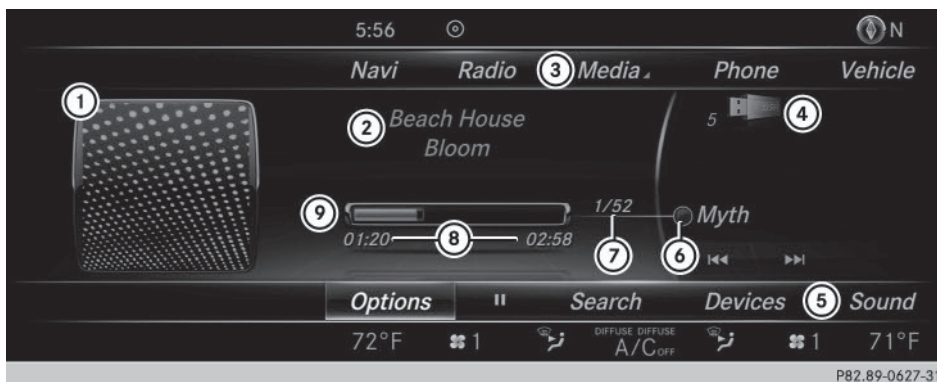 5:56 N
Navi Radio 3 Media Phone Vehicle
1
2 Beach House
Bloom
5 4
9 1/52 Myth
01:20 8 02:58 7 6
Options Search Devices 5 Sound
72°F 1 DIFFUSE DIFFUSE 1 71°F
A/C OFF
P82.89-0627-31